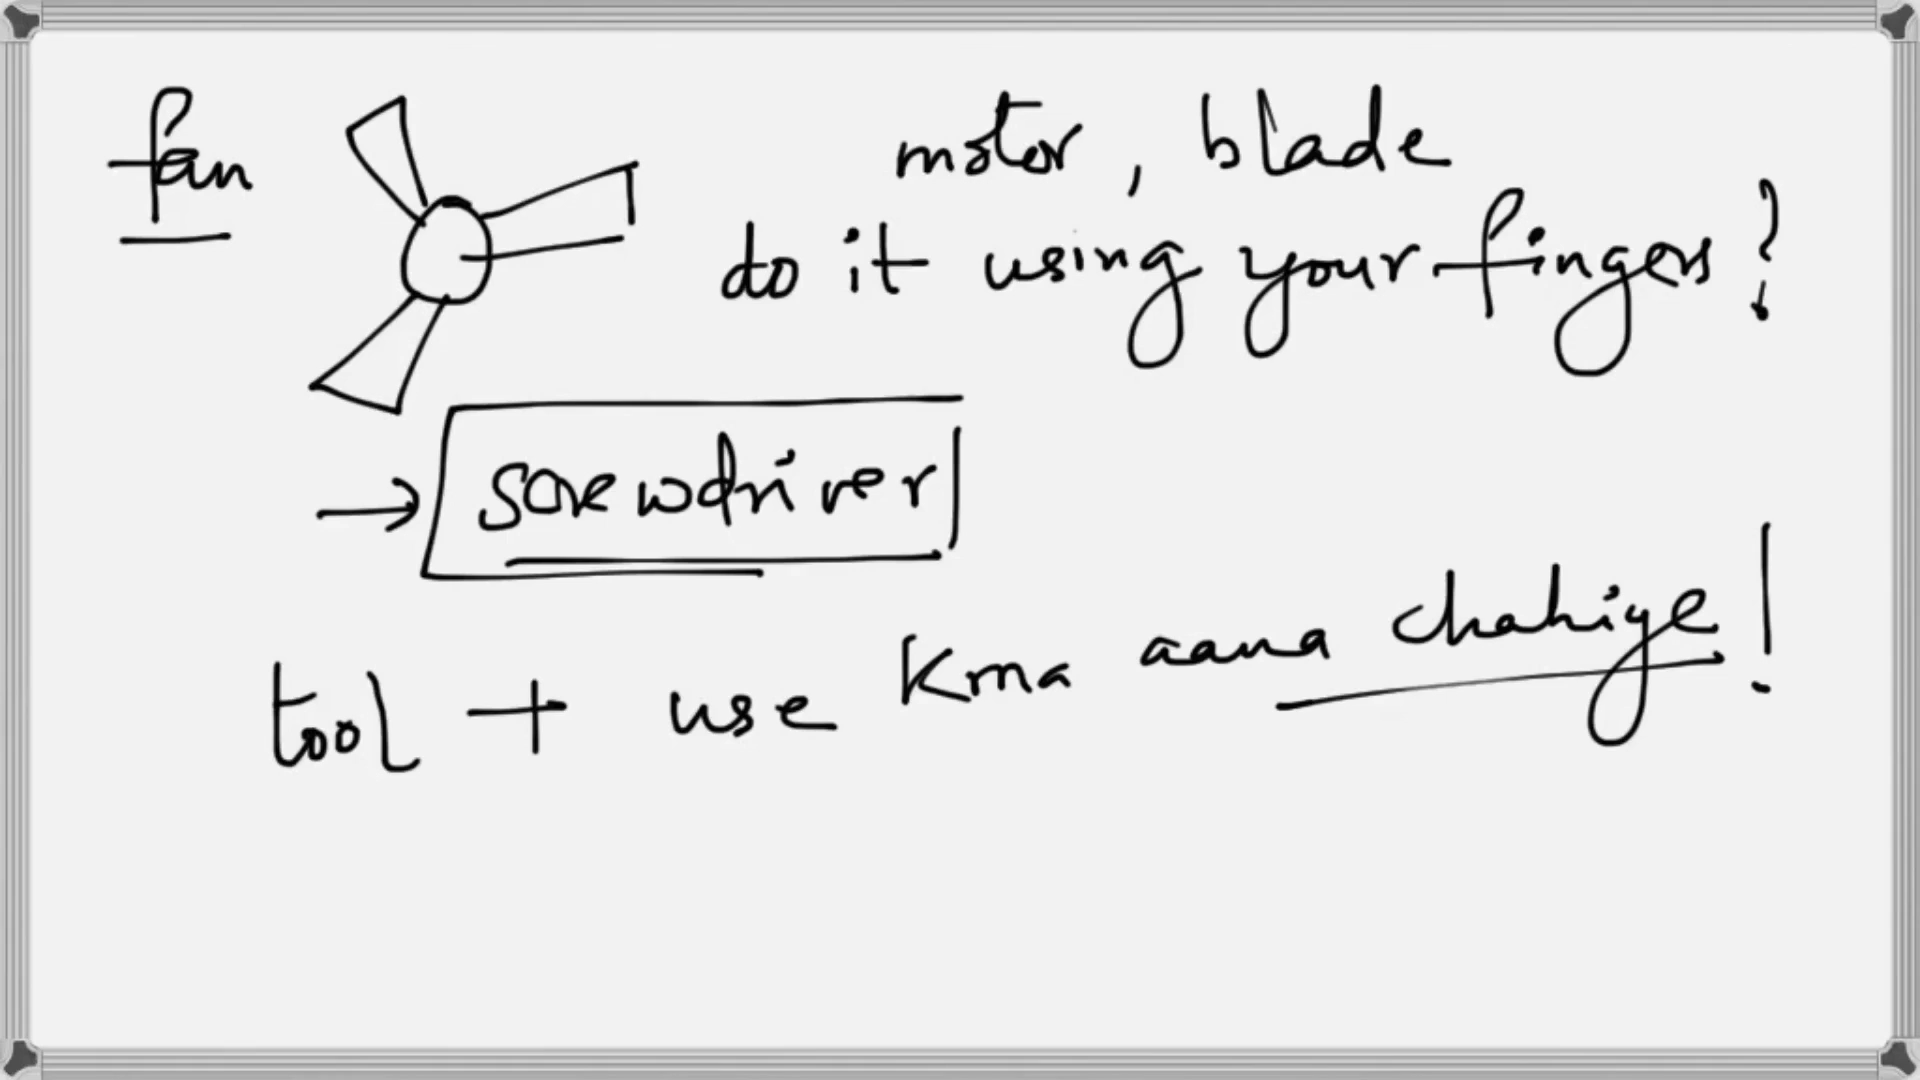 fan
motor, blade
do it using your fingers?
→ screwdriver
tool + use Krna aana chahiye!